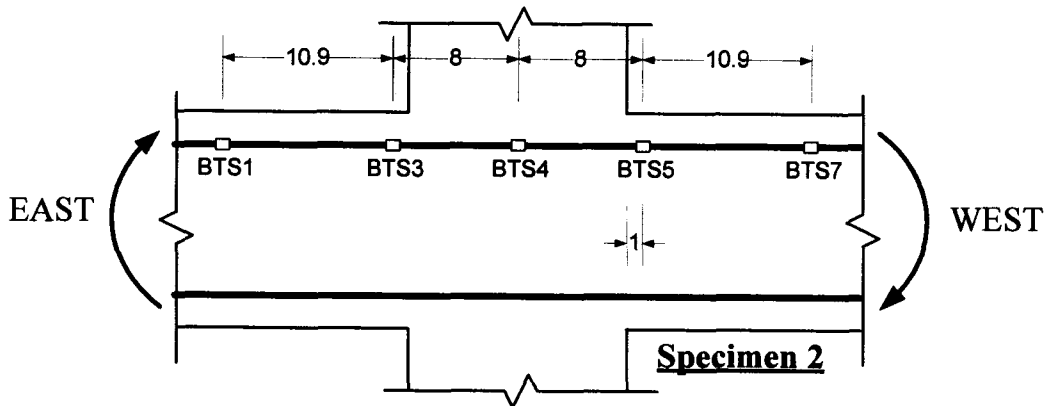 10.9 8 8 10.9
BTS1 BTS3 BTS4 BTS5 BTS7
EAST
WEST
1
Specimen 2